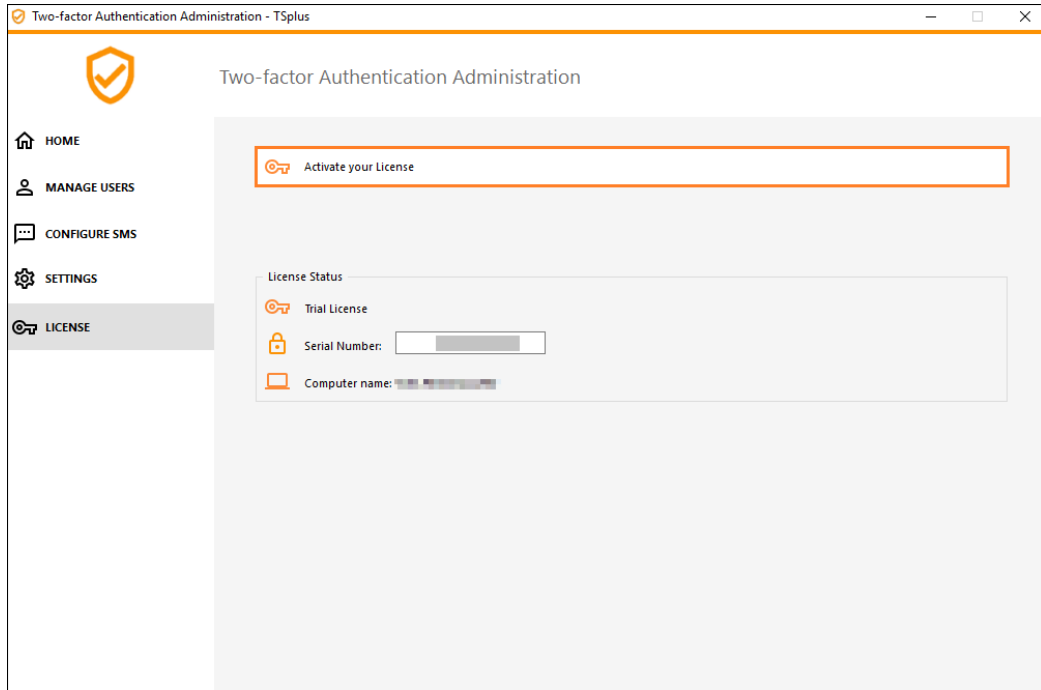 Two-factor Authentication Administration - TSplus
Two-factor Authentication Administration
HOME
MANAGE USERS
CONFIGURE SMS
SETTINGS
LICENSE
Activate your License
License Status
Trial License
Serial Number:
Computer name: